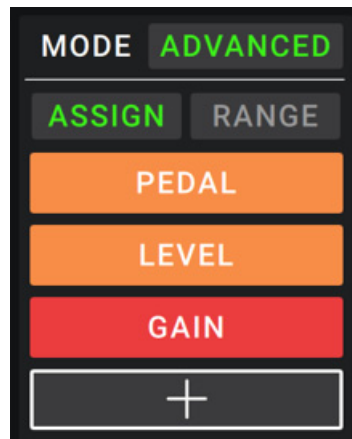 MODE ADVANCED
ASSIGN RANGE
PEDAL
LEVEL
GAIN
+